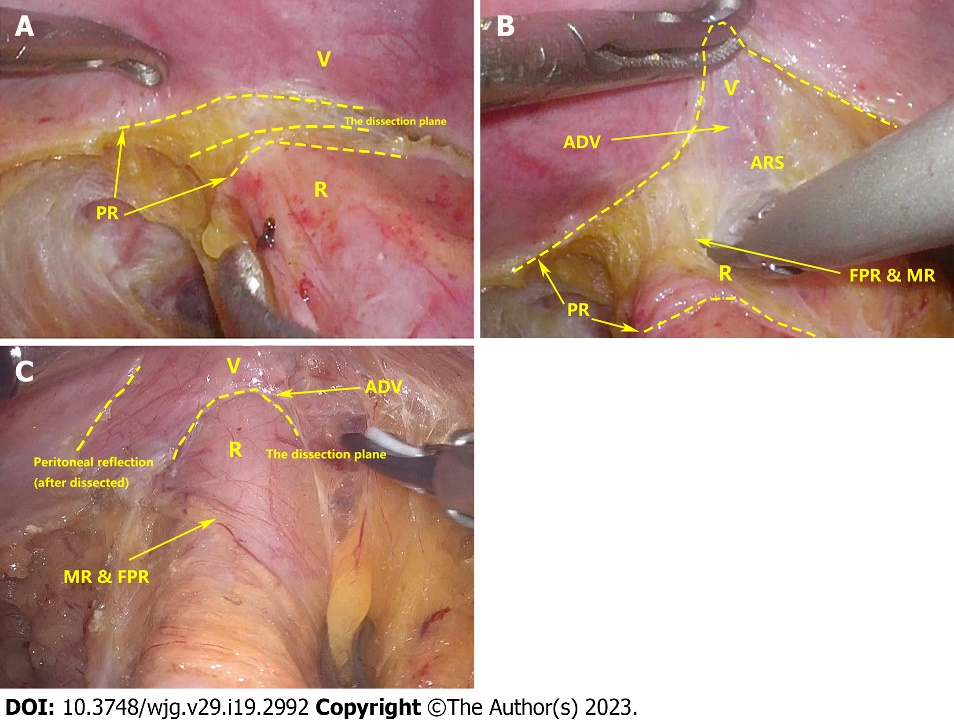 A
V
The dissection plane
PR
R
B
V
ADV
ARS
FPR & MR
R
PR
C
V
ADV
R
The dissection plane
Peritoneal reflection
(after dissected)
MR & FPR
DOI: 10.3748/wjg.v29.i19.2992 Copyright ©The Author(s) 2023.